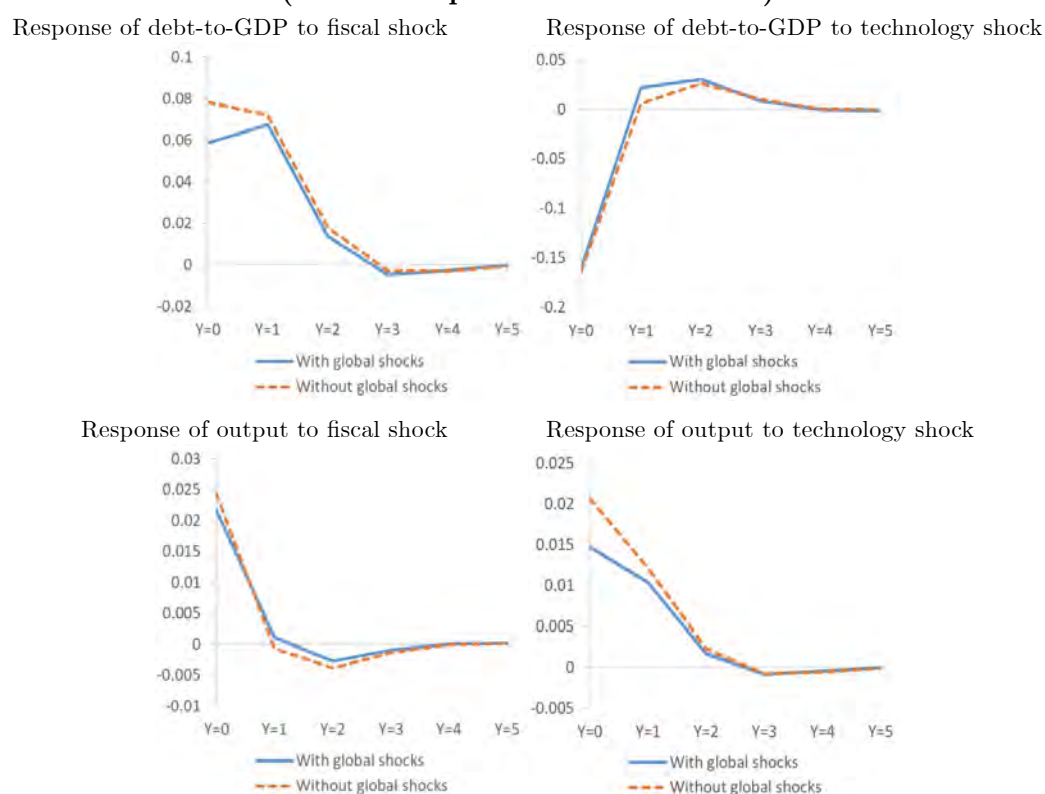 Response of debt-to-GDP to fiscal shock
0.1
0.08
0.06
0.04
0.02
0
-0.02
Y=0 Y=1 Y=2 Y=3 Y=4 Y=5
With global shocks
Without global shocks
Response of debt-to-GDP to technology shock
0.05
0
-0.05
-0.1
-0.15
-0.2
Y=0 Y=1 Y=2 Y=3 Y=4 Y=5
With global shocks
Without global shocks
Response of output to fiscal shock
0.03
0.025
0.02
0.015
0.01
0.005
0
-0.005
-0.01
Y=0 Y=1 Y=2 Y=3 Y=4 Y=5
With global shocks
Without global shocks
Response of output to technology shock
0.025
0.02
0.015
0.01
0.005
0
-0.005
Y=0 Y=1 Y=2 Y=3 Y=4 Y=5
With global shocks
Without global shocks